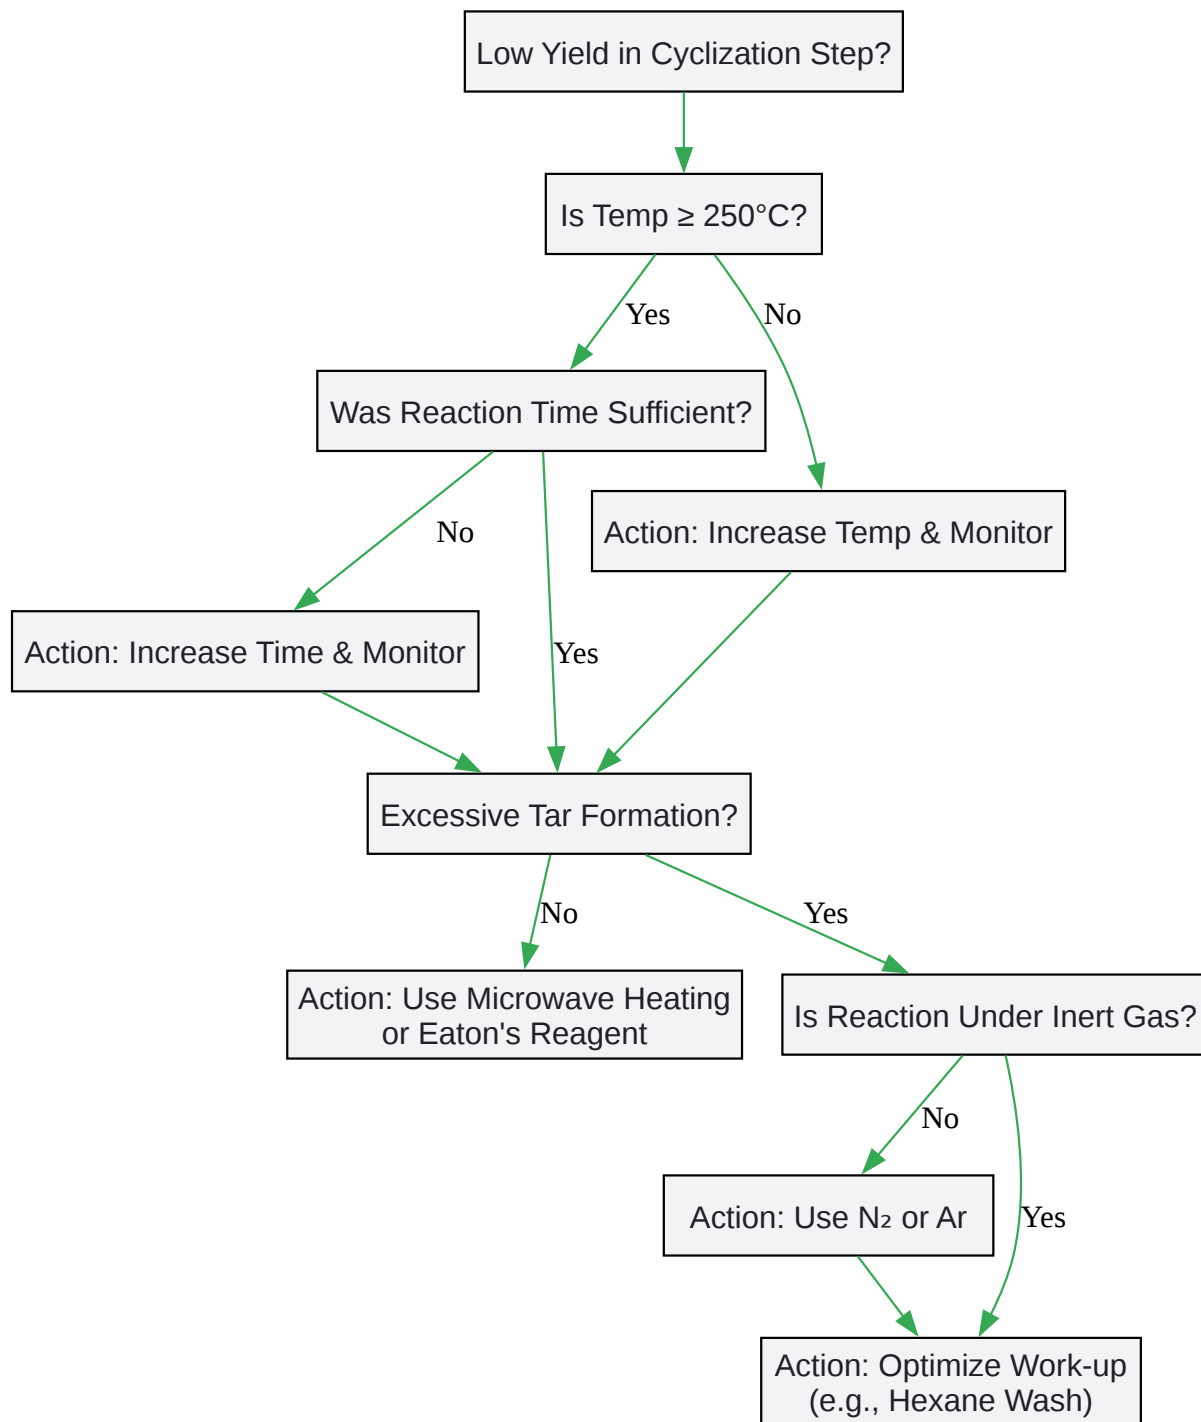 Low Yield in Cyclization Step?
Is Temp ≥ 250°C?
Yes
No
Was Reaction Time Sufficient?
Action: Increase Temp & Monitor
No
Action: Increase Time & Monitor
Yes
Excessive Tar Formation?
No
Yes
Action: Use Microwave Heating
or Eaton's Reagent
Is Reaction Under Inert Gas?
No
Action: Use N₂ or Ar
Yes
Action: Optimize Work-up
(e.g., Hexane Wash)